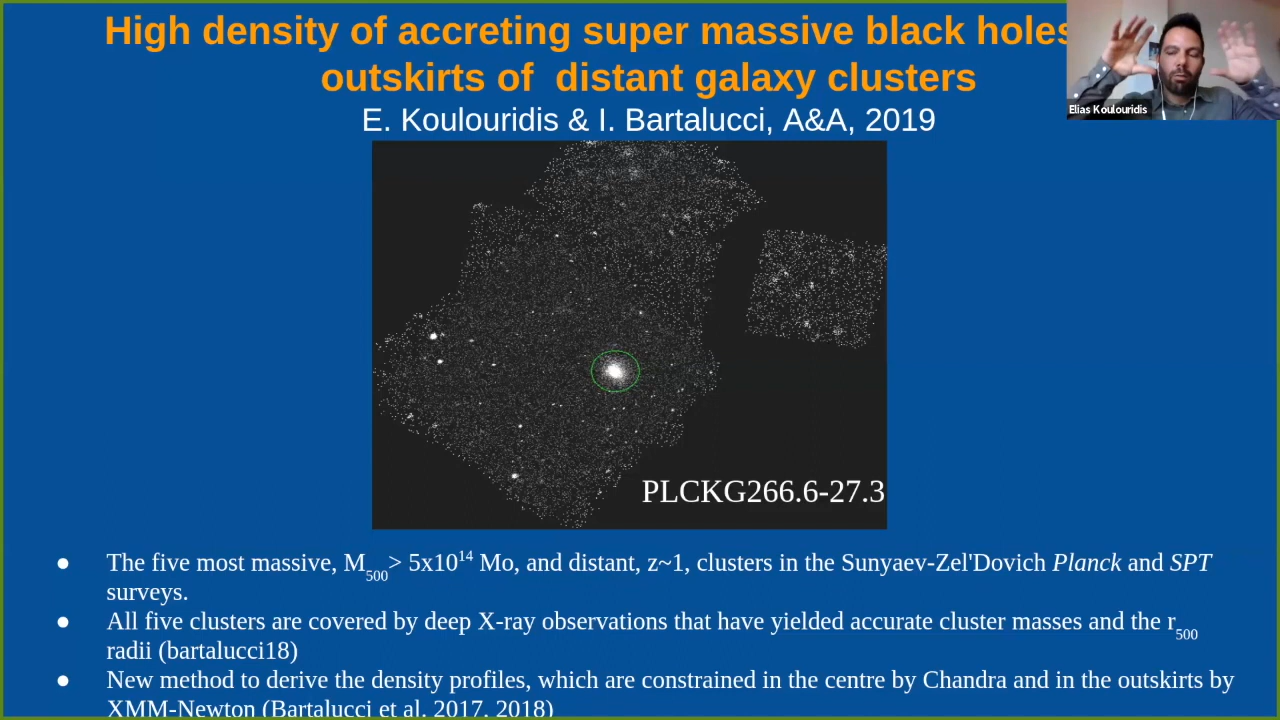 High density of accreting super massive black holes
outskirts of distant galaxy clusters
E. Koulouridis & I. Bartalucci, A&A, 2019
Elias Koulouridis
PLCKG266.6-27.3
● The five most massive, M500> 5x10¹⁴ Mo, and distant, z~1, clusters in the Sunyaev-Zel'Dovich Planck and SPT
surveys.
● All five clusters are covered by deep X-ray observations that have yielded accurate cluster masses and the r500
radii (bartalucci18)
● New method to derive the density profiles, which are constrained in the centre by Chandra and in the outskirts by
XMM-Newton (Bartalucci et al. 2017, 2018)